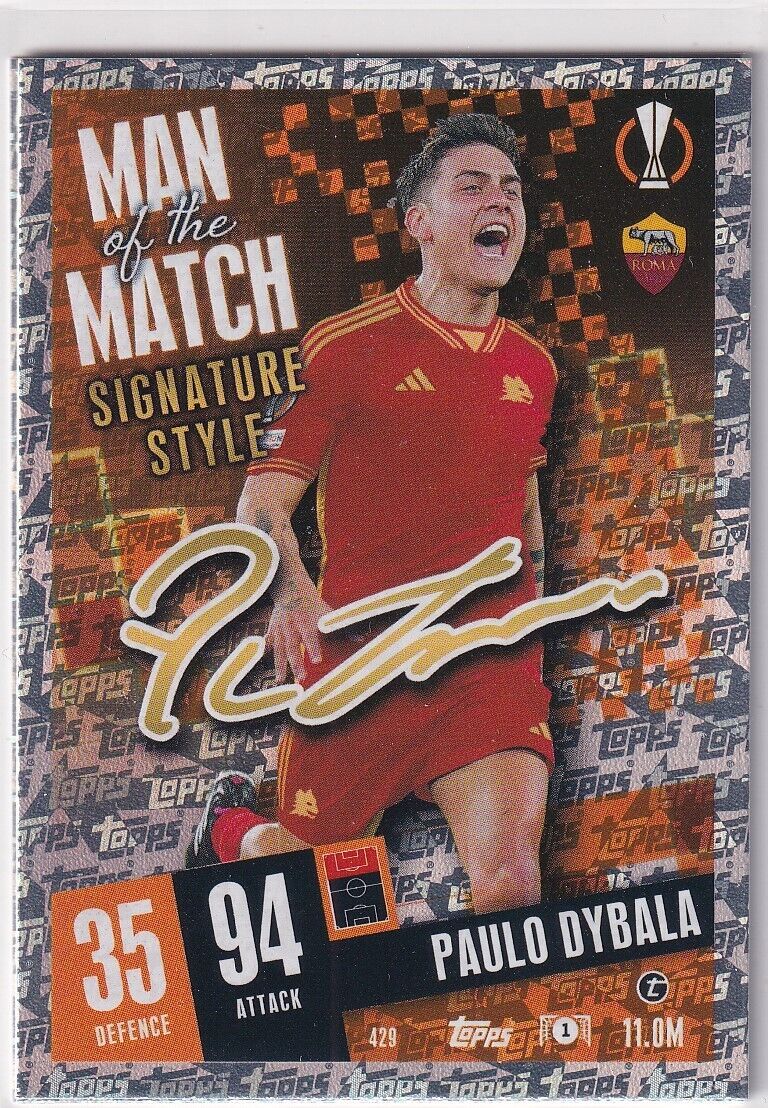 MAN
of the
MATCH
SIGNATURE
STYLE
ROMA
35
DEFENCE
94
ATTACK
PAULO DYBALA
429
topps
1
t
11.0M